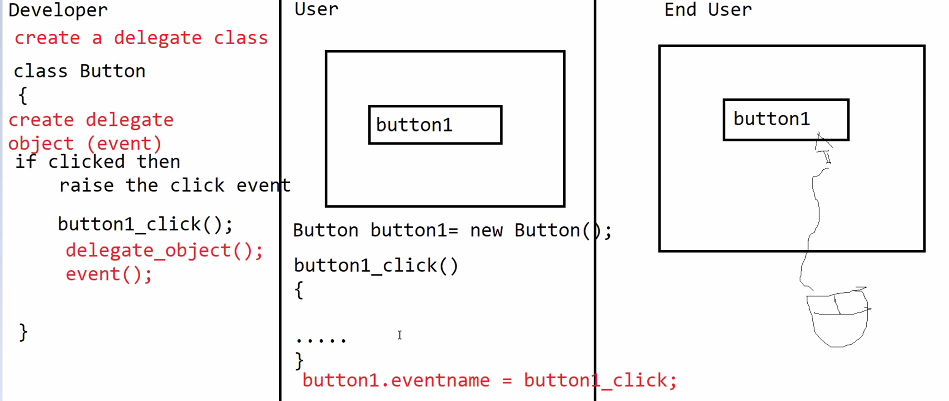 Developer
create a delegate class
class Button
{
create delegate
object (event)
if clicked then
raise the click event
button1_click();
delegate_object();
event();
}
User
button1
Button button1= new Button();
button1_click()
{
.....
}
button1.eventname = button1_click;
End User
button1